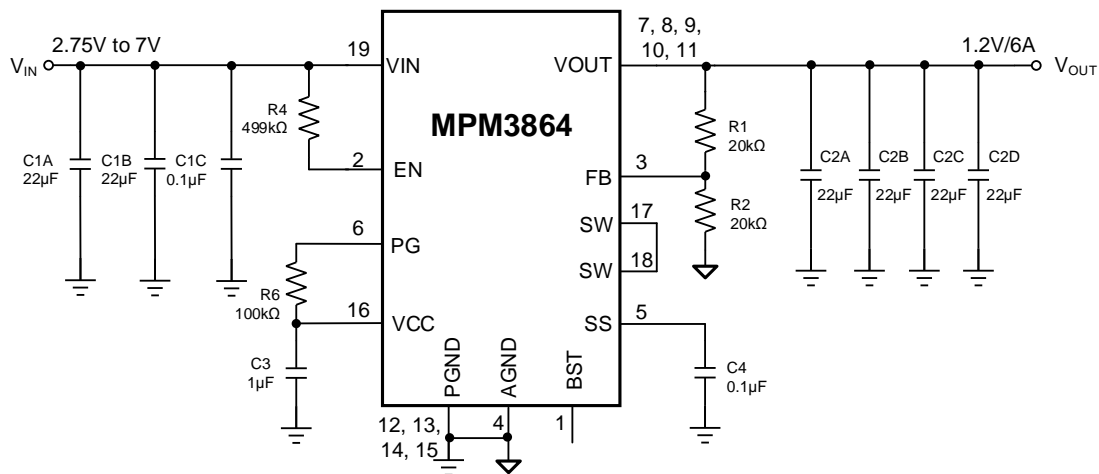 2.75V to 7V
VIN
19
VIN
R4
499kΩ
C1A
22µF
C1B
22µF
C1C
0.1µF
2
EN
6
PG
R6
100kΩ
16
VCC
C3
1µF
MPM3864
7, 8, 9,
10, 11
VOUT
1.2V/6A
VOUT
R1
20kΩ
3
FB
R2
20kΩ
17
SW
18
SW
5
SS
C4
0.1µF
C2A
22µF
C2B
22µF
C2C
22µF
C2D
22µF
PGND
AGND
BST
12, 13,
14, 15
4
1